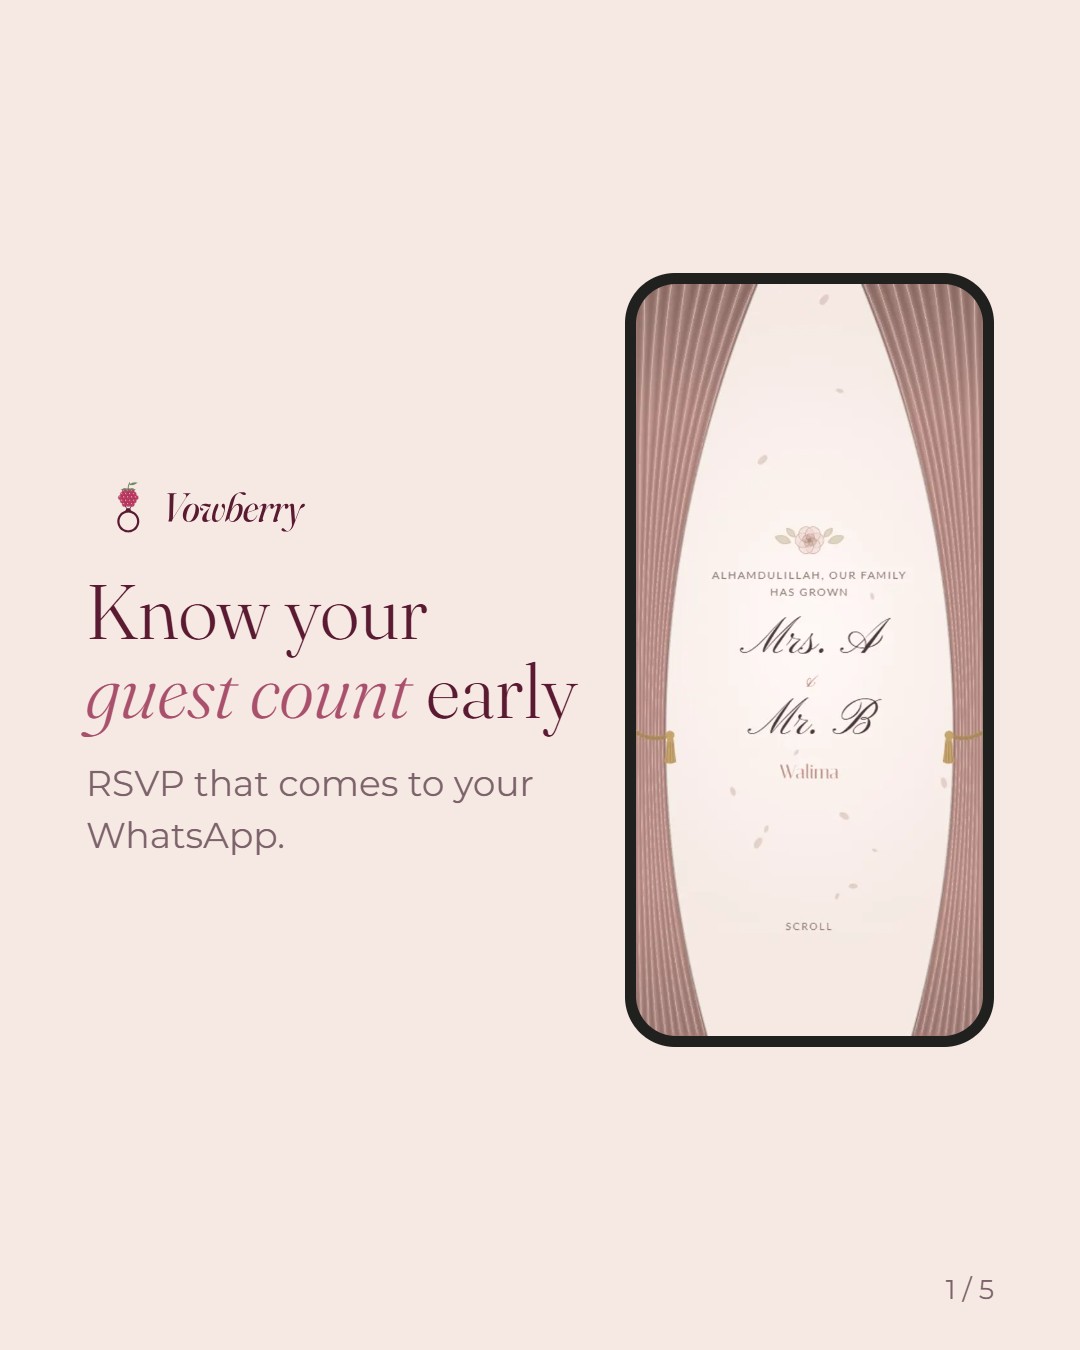 Vowberry
Know your
guest count early
RSVP that comes to your
WhatsApp.
ALHAMDULILLAH, OUR FAMILY
HAS GROWN
Mrs. A
&
Mr. B
Walima
SCROLL
1 / 5